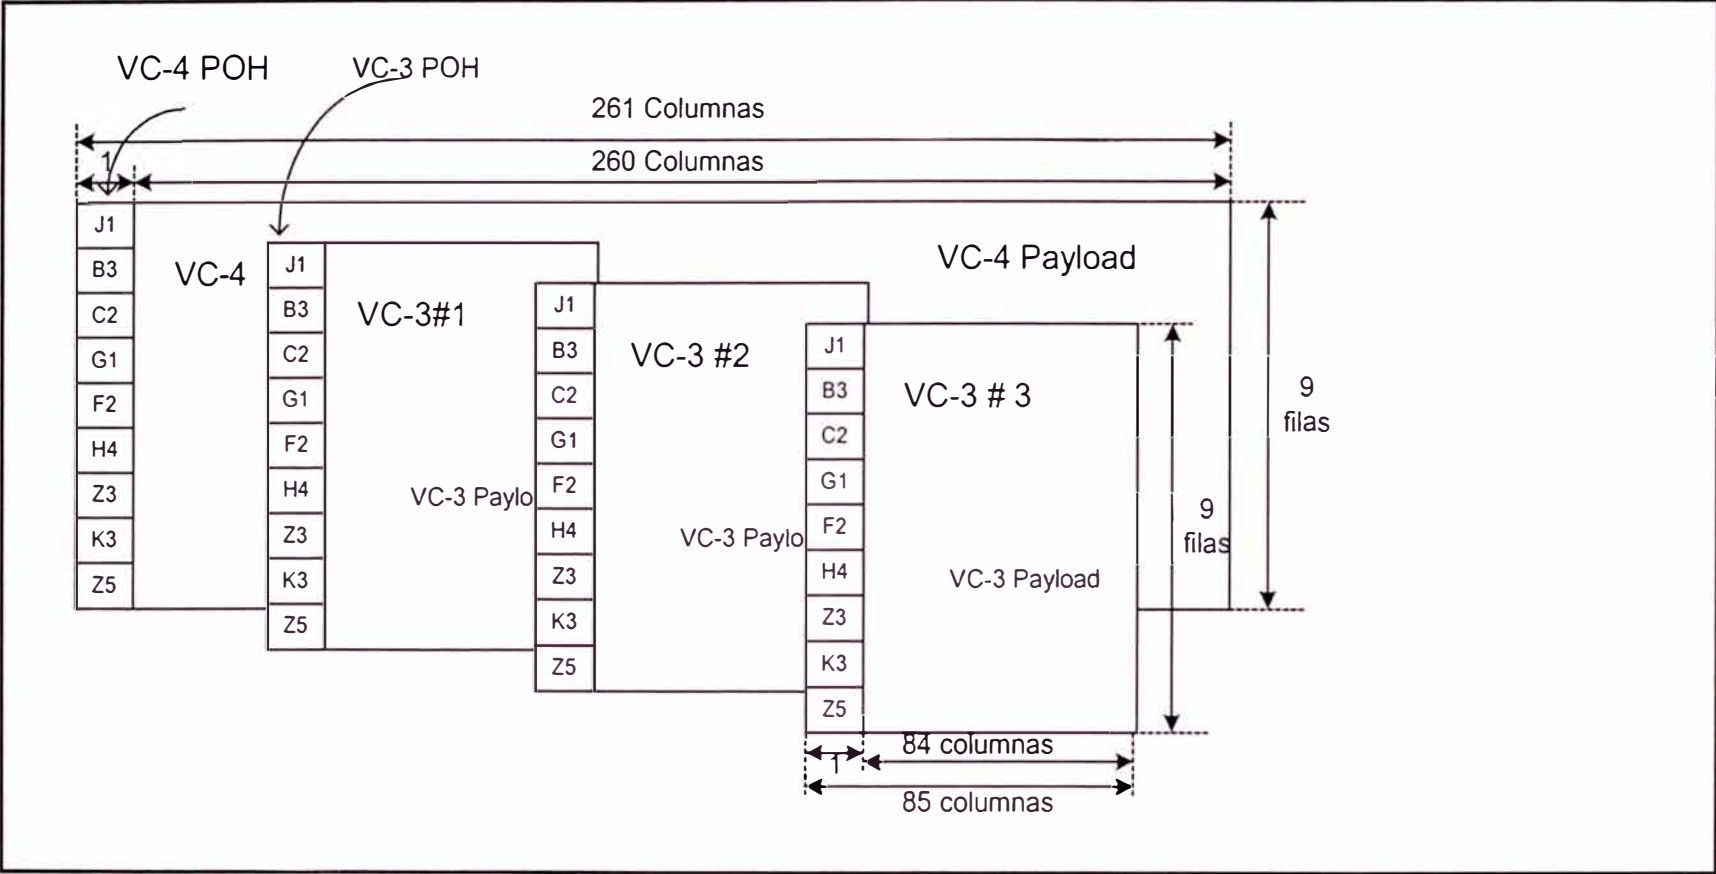 VC-4 POH
VC-3 POH
261 Columnas
1
260 Columnas
J1
B3
C2
G1
F2
H4
Z3
K3
Z5
VC-4
J1
B3
C2
G1
F2
H4
Z3
K3
Z5
VC-3#1
VC-3 Paylo
J1
B3
C2
G1
F2
H4
Z3
K3
Z5
VC-3 #2
VC-3 Paylo
VC-4 Payload
J1
B3
C2
G1
F2
H4
Z3
K3
Z5
VC-3 # 3
VC-3 Payload
9
filas
9
filas
1
84 columnas
85 columnas